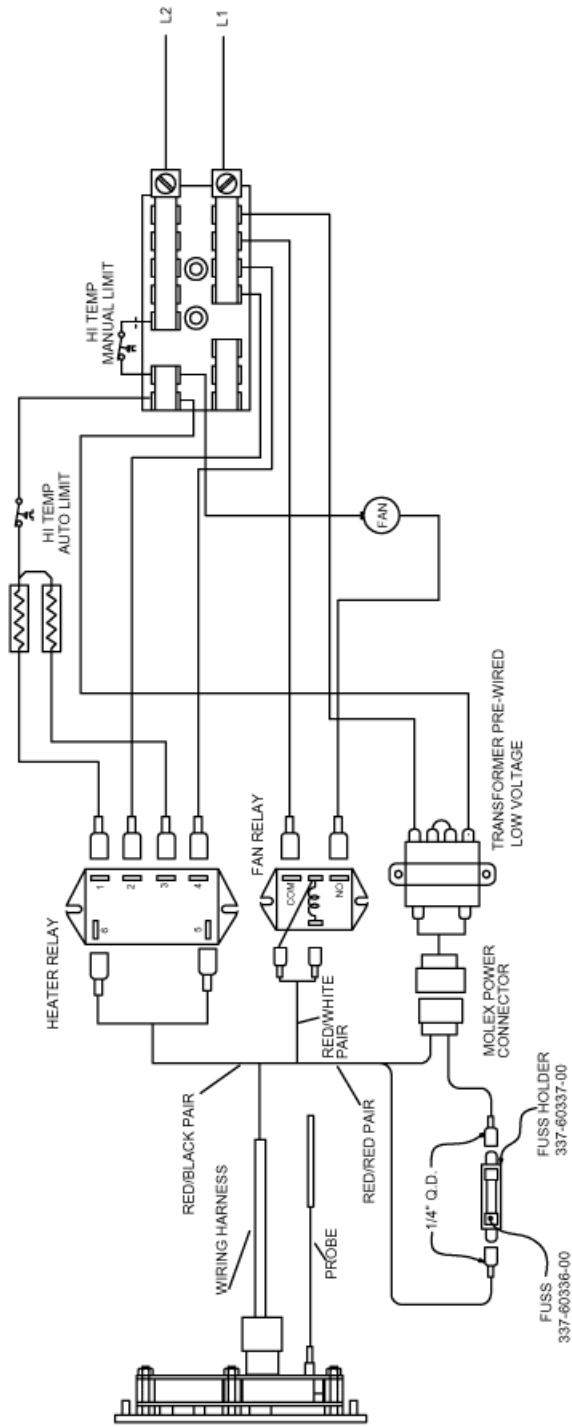 L2
L1
HI TEMP
MANUAL LIMIT
HI TEMP
AUTO LIMIT
FAN
HEATER RELAY
1
2
3
4
6
5
FAN RELAY
COM
NO
TRANSFORMER PRE-WIRED
LOW VOLTAGE
RED/BLACK PAIR
RED/WHITE
PAIR
RED/RED PAIR
MOLEX POWER
CONNECTOR
WIRING HARNESS
PROBE
1/4" Q.D.
FUSS HOLDER
337-60337-00
FUSS
337-60336-00